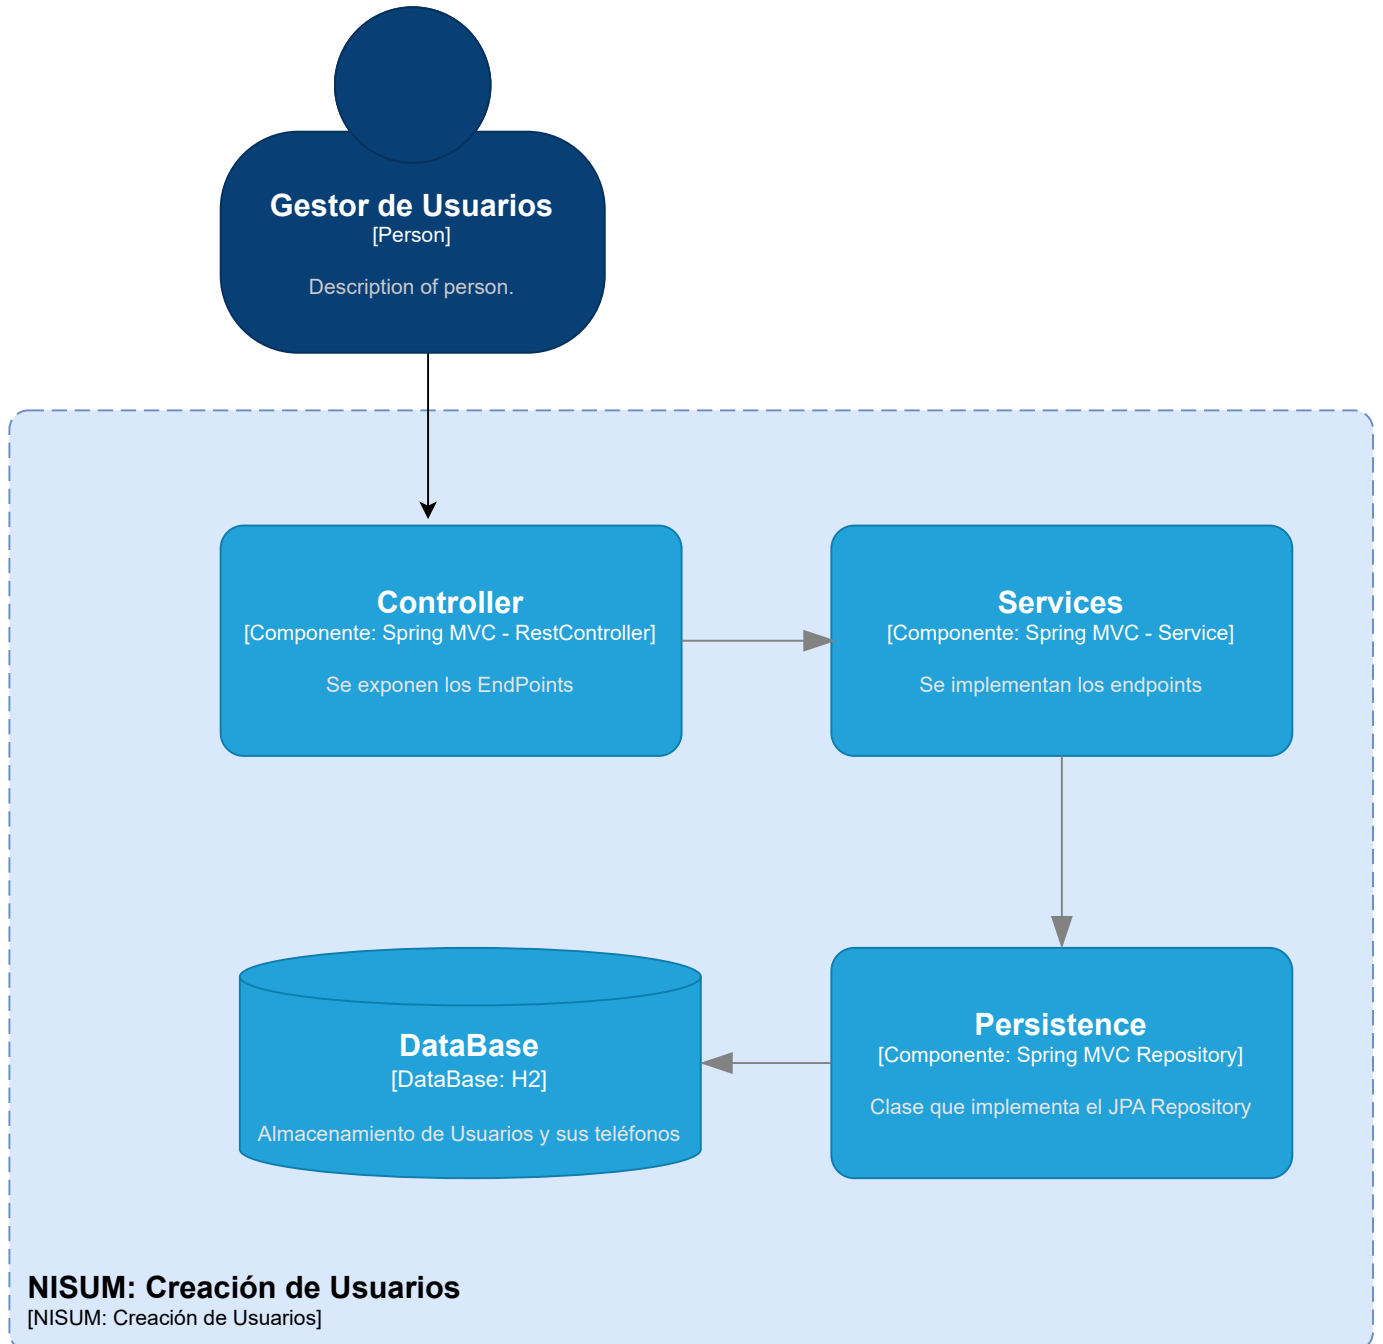 Gestor de Usuarios
[Person]
Description of person.
Controller
[Componente: Spring MVC - RestController]
Se exponen los EndPoints
Services
[Componente: Spring MVC - Service]
Se implementan los endpoints
DataBase
[DataBase: H2]
Almacenamiento de Usuarios y sus teléfonos
Persistence
[Componente: Spring MVC Repository]
Clase que implementa el JPA Repository
NISUM: Creación de Usuarios
[NISUM: Creación de Usuarios]